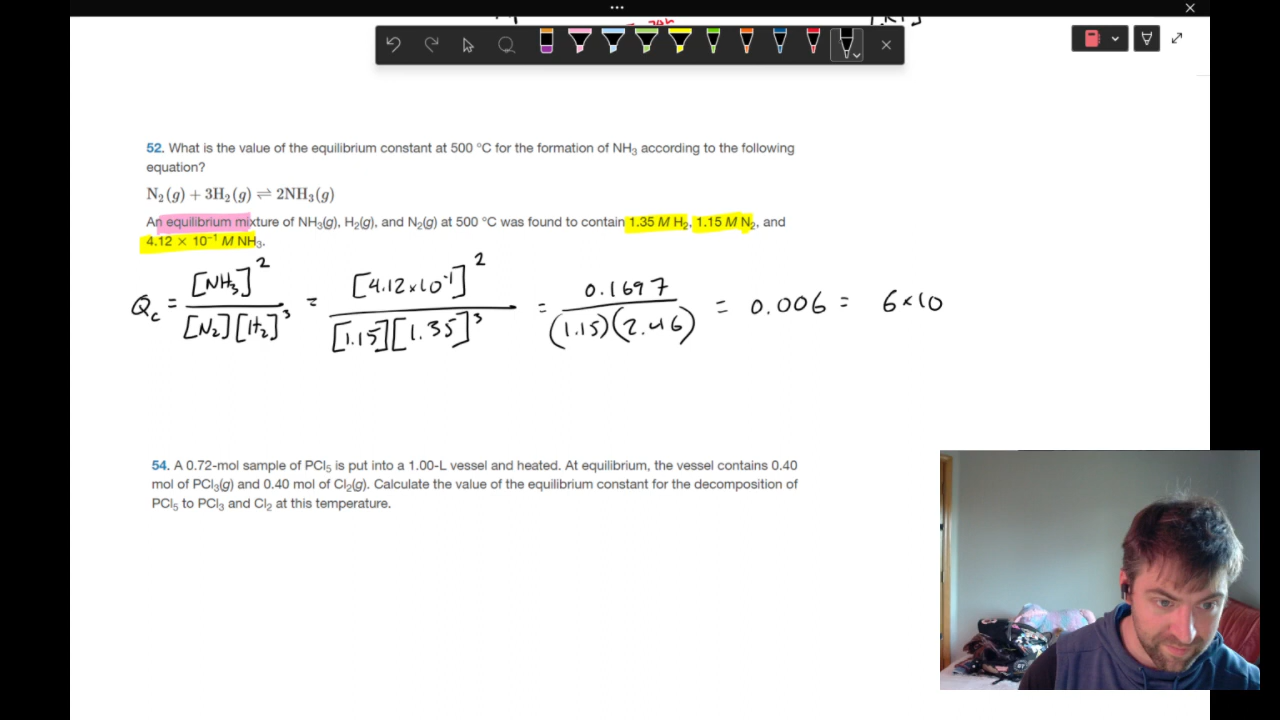 52. What is the value of the equilibrium constant at 500 °C for the formation of NH₃ according to the following
equation?
N₂(g) + 3H₂(g) ⇌ 2NH₃(g)
An equilibrium mixture of NH₃(g), H₂(g), and N₂(g) at 500 °C was found to contain 1.35 M H₂, 1.15 M N₂, and
4.12 × 10⁻¹ M NH₃.
Qc = [NH₃]² / [N₂][H₂]³ = [4.12×10⁻¹]² / [1.15][1.35]³ = 0.1697 / (1.15)(2.46) = 0.006 = 6×10
54. A 0.72-mol sample of PCl₅ is put into a 1.00-L vessel and heated. At equilibrium, the vessel contains 0.40
mol of PCl₃(g) and 0.40 mol of Cl₂(g). Calculate the value of the equilibrium constant for the decomposition of
PCl₅ to PCl₃ and Cl₂ at this temperature.